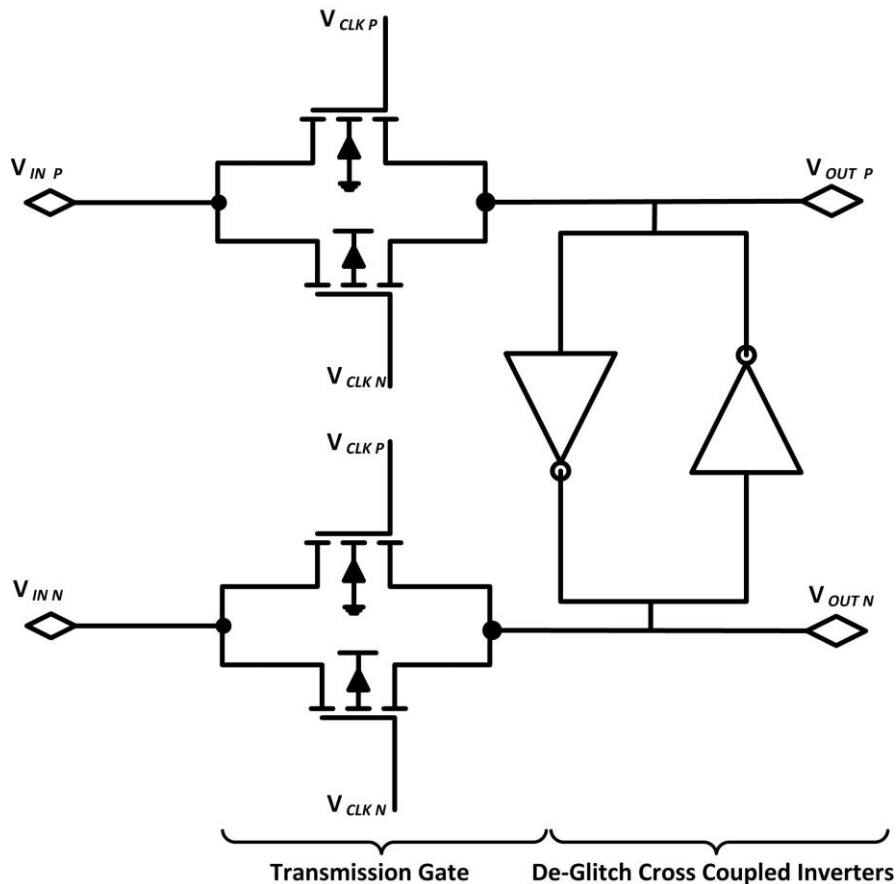 V CLK P
V IN P
V OUT P
V CLK N
V CLK P
V IN N
V OUT N
V CLK N
Transmission Gate
De-Glitch Cross Coupled Inverters